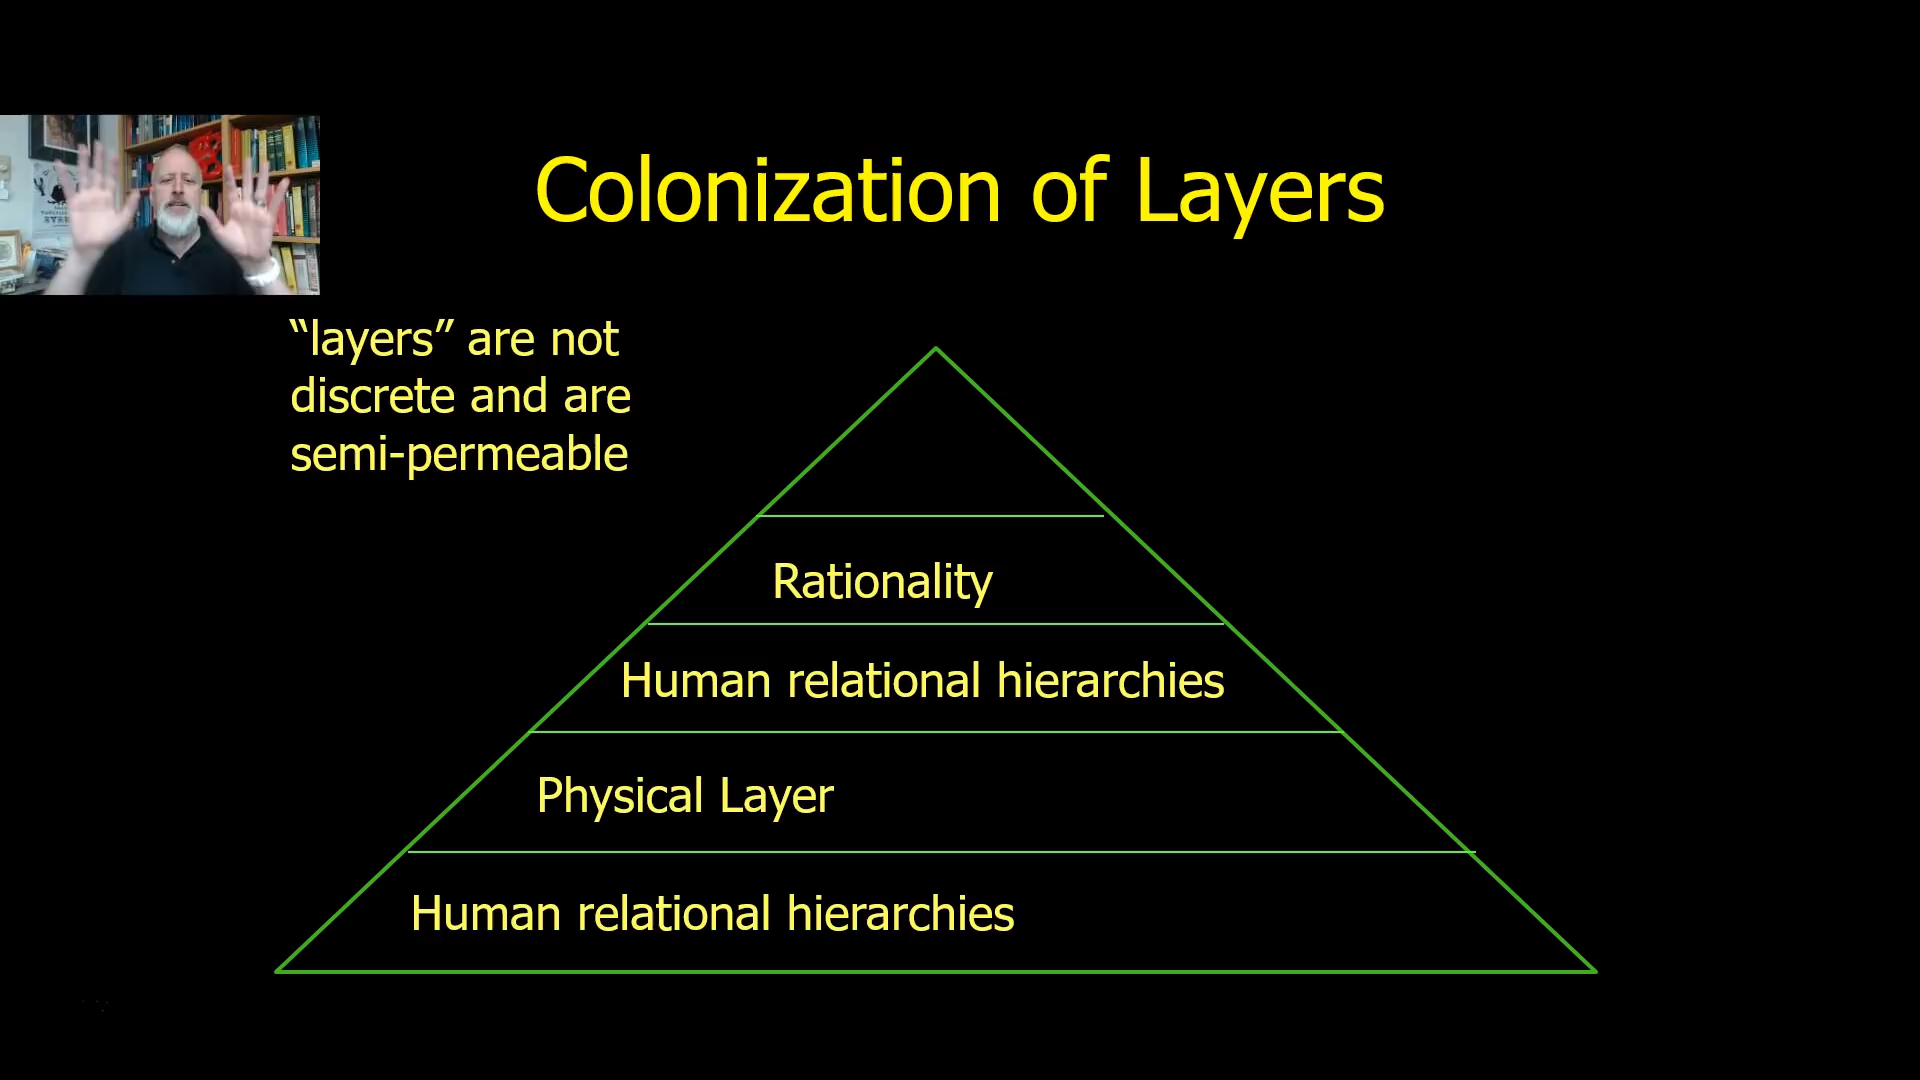 Colonization of Layers
“layers” are not
discrete and are
semi-permeable
Rationality
Human relational hierarchies
Physical Layer
Human relational hierarchies